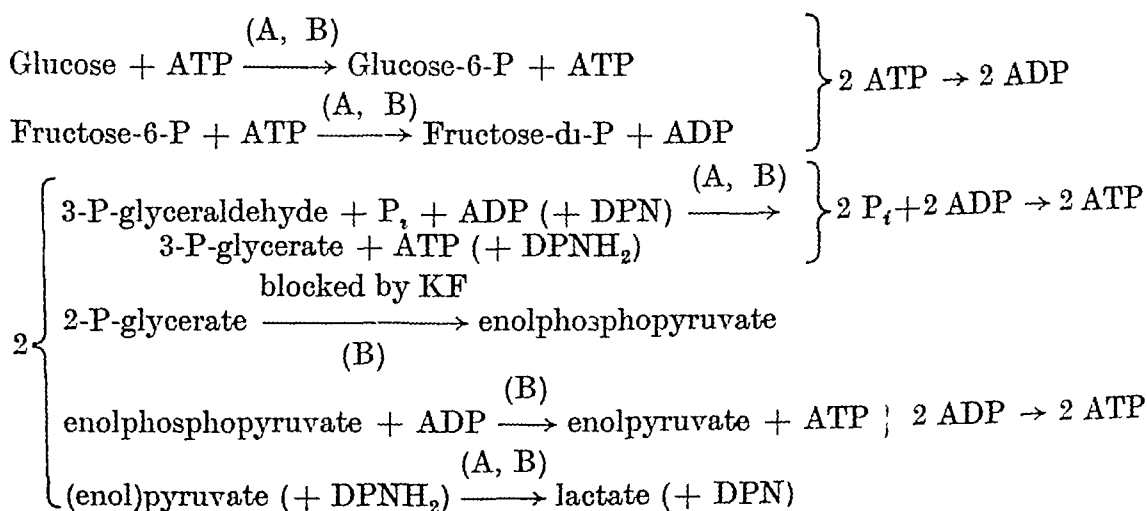 (A, B)
Glucose + ATP ⟶ Glucose-6-P + ATP
(A, B)
Fructose-6-P + ATP ⟶ Fructose-di-P + ADP
} 2 ATP → 2 ADP
(A, B)
3-P-glyceraldehyde + Pᵢ + ADP (+ DPN) ⟶
3-P-glycerate + ATP (+ DPNH₂)
} 2 Pᵢ + 2 ADP → 2 ATP
blocked by KF
2-P-glycerate ⟶ enolphosphopyruvate
(B)
2 {
(B)
enolphosphopyruvate + ADP ⟶ enolpyruvate + ATP ; 2 ADP → 2 ATP
(A, B)
(enol)pyruvate (+ DPNH₂) ⟶ lactate (+ DPN)